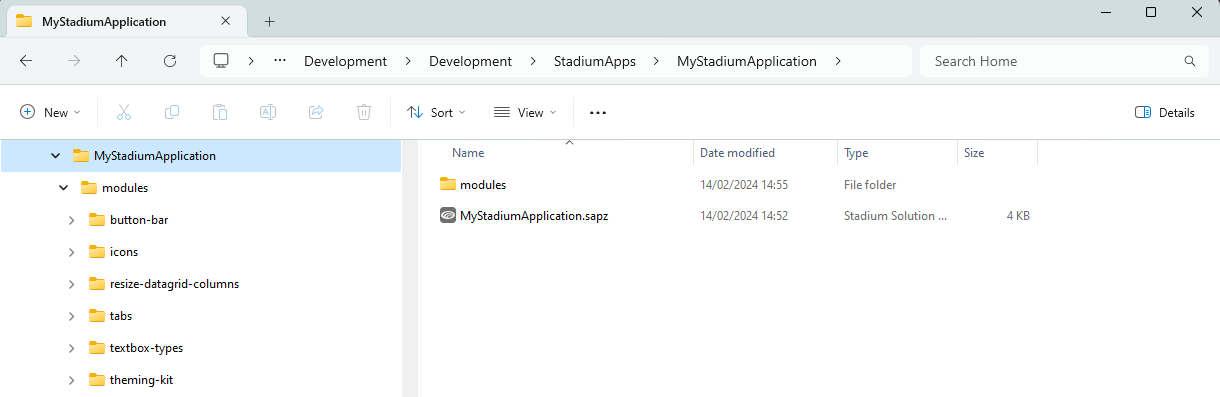 MyStadiumApplication
... Development Development StadiumApps MyStadiumApplication Search Home
New Sort View ... Details
MyStadiumApplication
modules
button-bar
icons
resize-datagrid-columns
tabs
textbox-types
theming-kit
Name Date modified Type Size
modules 14/02/2024 14:55 File folder
MyStadiumApplication.sapz 14/02/2024 14:52 Stadium Solution ... 4 KB